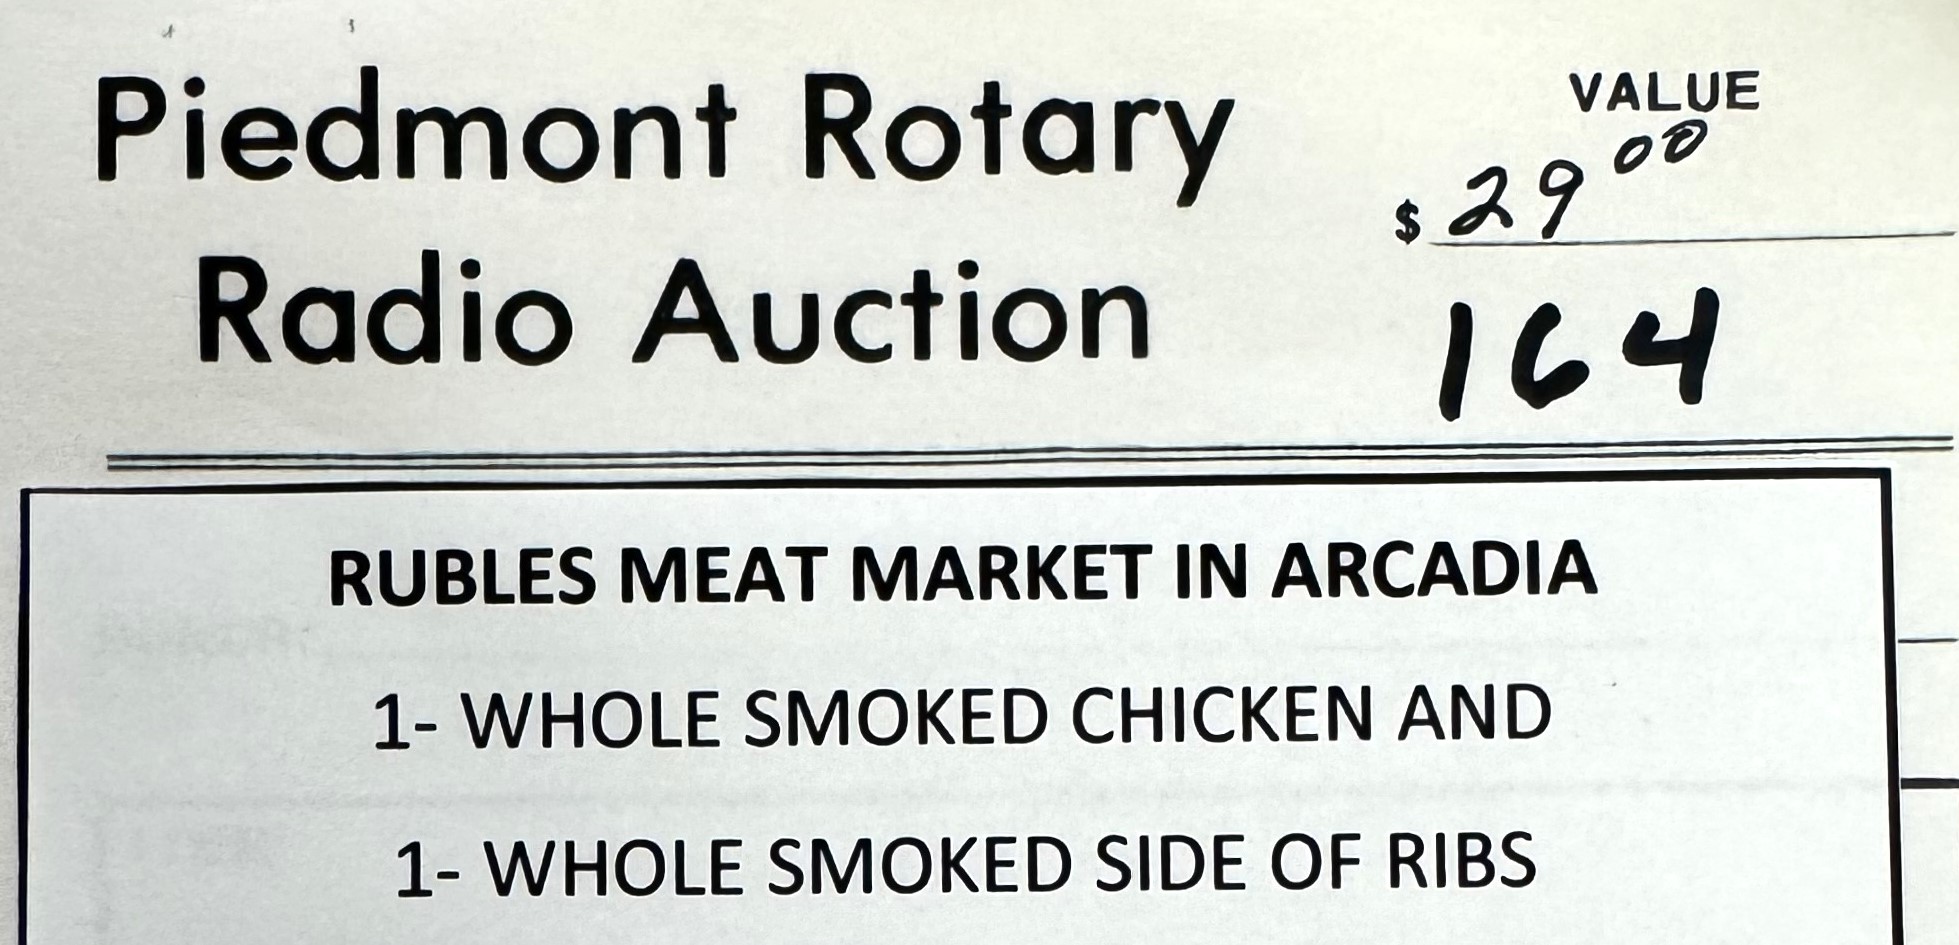 Piedmont Rotary
Radio Auction
VALUE
$ 29 00
164
RUBLES MEAT MARKET IN ARCADIA
1- WHOLE SMOKED CHICKEN AND
1- WHOLE SMOKED SIDE OF RIBS